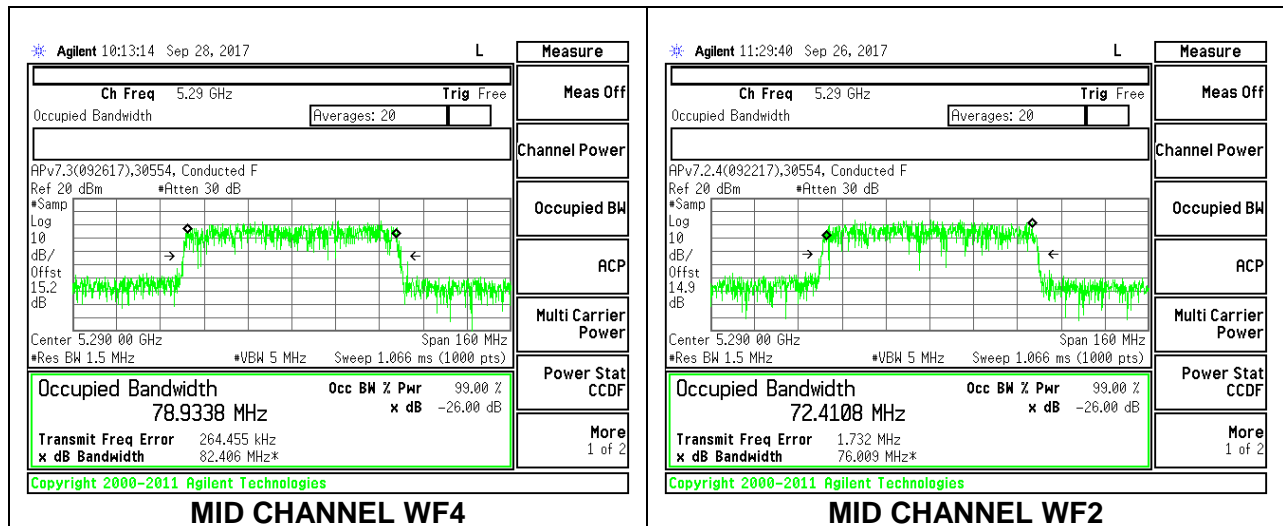 Agilent 10:13:14 Sep 28, 2017 L
Measure
Ch Freq 5.29 GHz Trig Free
Occupied Bandwidth Averages: 20
APv7.3(092617),30554, Conducted F
Ref 20 dBm #Atten 30 dB
#Samp
Log
10
dB/
Offst
15.2
dB
Center 5.290 00 GHz Span 160 MHz
#Res BW 1.5 MHz #VBW 5 MHz Sweep 1.066 ms (1000 pts)
Occupied Bandwidth Occ BW % Pwr 99.00 %
78.9338 MHz x dB -26.00 dB
Transmit Freq Error 264.455 kHz
x dB Bandwidth 82.406 MHz*
Copyright 2000-2011 Agilent Technologies
Meas Off
Channel Power
Occupied BW
ACP
Multi Carrier
Power
Power Stat
CCDF
More
1 of 2
MID CHANNEL WF4
Agilent 11:29:40 Sep 26, 2017 L
Measure
Ch Freq 5.29 GHz Trig Free
Occupied Bandwidth Averages: 20
APv7.2.4(092217),30554, Conducted F
Ref 20 dBm #Atten 30 dB
#Samp
Log
10
dB/
Offst
14.9
dB
Center 5.290 00 GHz Span 160 MHz
#Res BW 1.5 MHz #VBW 5 MHz Sweep 1.066 ms (1000 pts)
Occupied Bandwidth Occ BW % Pwr 99.00 %
72.4108 MHz x dB -26.00 dB
Transmit Freq Error 1.732 MHz
x dB Bandwidth 76.009 MHz*
Copyright 2000-2011 Agilent Technologies
Meas Off
Channel Power
Occupied BW
ACP
Multi Carrier
Power
Power Stat
CCDF
More
1 of 2
MID CHANNEL WF2